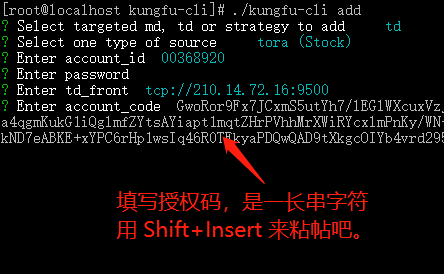 [root@localhost kungfu-cli]# ./kungfu-cli add
? Select targeted md, td or strategy to add td
? Select one type of source tora (Stock)
? Enter account_id 00368920
? Enter password
? Enter td_front tcp://210.14.72.16:9500
? Enter account_code GwoRor9Fx7JCxmS5utYh7/1EG1WXcuxVz
a4qgmKukG1iQg1mfZYtsAYiapt1mqtZHrPVhhMrXWiRYcx1mPnKy/WN
kND7eABKE+xYPC6rHp1wsIq46R0TEkyaPDQwQAD9tXkgcOIYb4vrd295
填写授权码，是一长串字符
用 Shift+Insert 来粘帖吧。